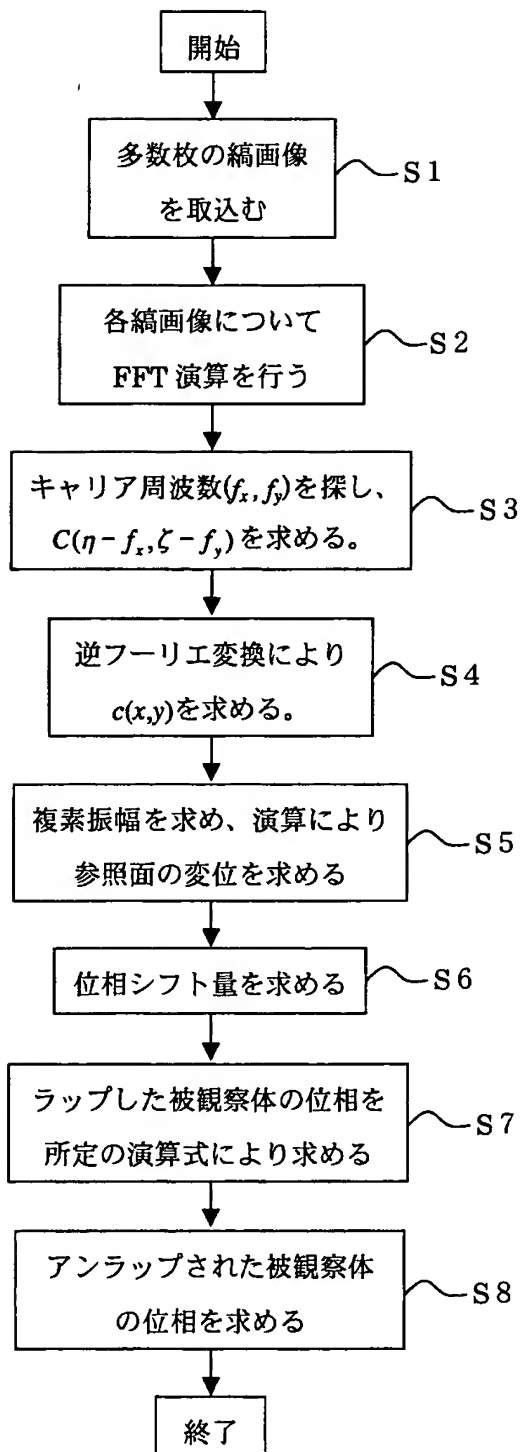 開始
多数枚の縞画像
を取込む
S1
各縞画像について
FFT 演算を行う
S2
キャリア周波数(fx, fy)を探し、
C(η − fx, ζ − fy) を求める。
S3
逆フーリエ変換により
c(x,y)を求める。
S4
複素振幅を求め、演算により
参照面の変位を求める
S5
位相シフト量を求める
S6
ラップした被観察体の位相を
所定の演算式により求める
S7
アンラップされた被観察体
の位相を求める
S8
終了